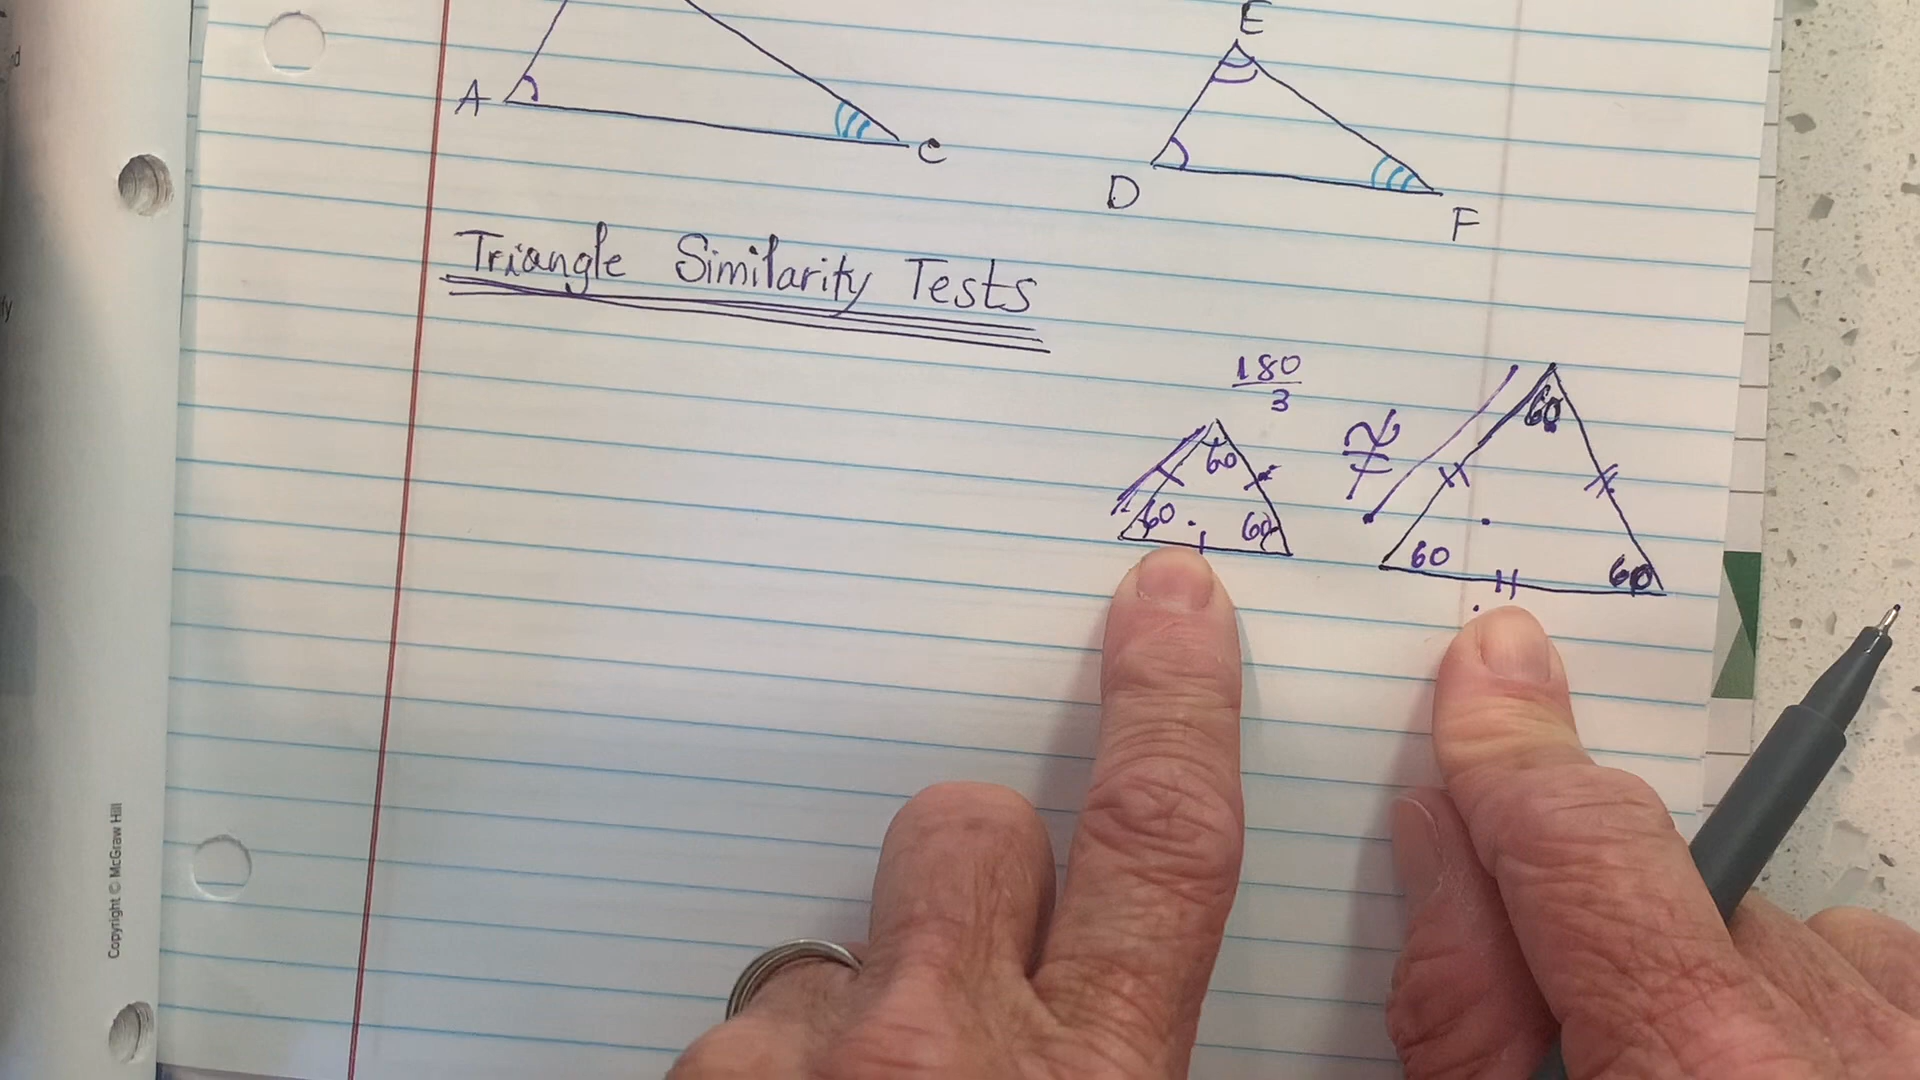 E
A
C
D
F
Triangle Similarity Tests
180
3
≇
60
60
60
60
60
60
Copyright © McGraw Hill